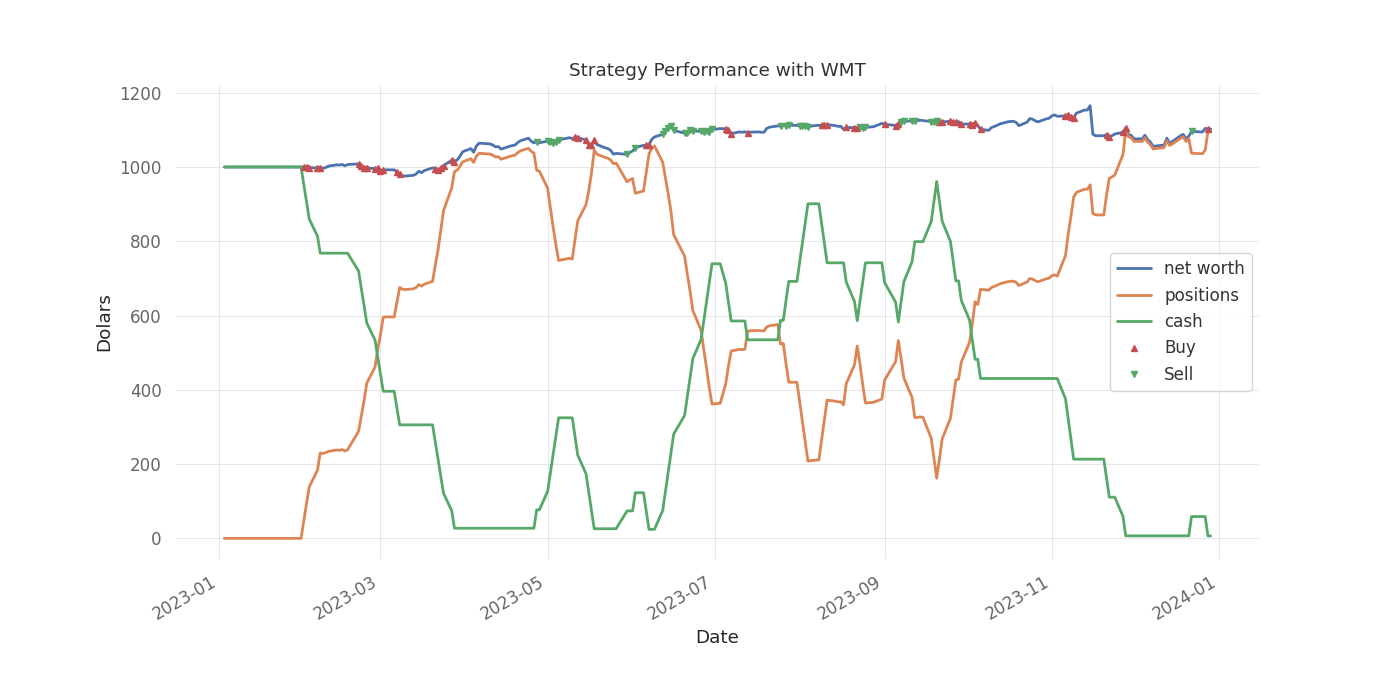 Strategy Performance with WMT
1200
1000
800
600
400
200
0
Dolars
net worth
positions
cash
Buy
Sell
2023-01
2023-03
2023-05
2023-07
2023-09
2023-11
2024-01
Date